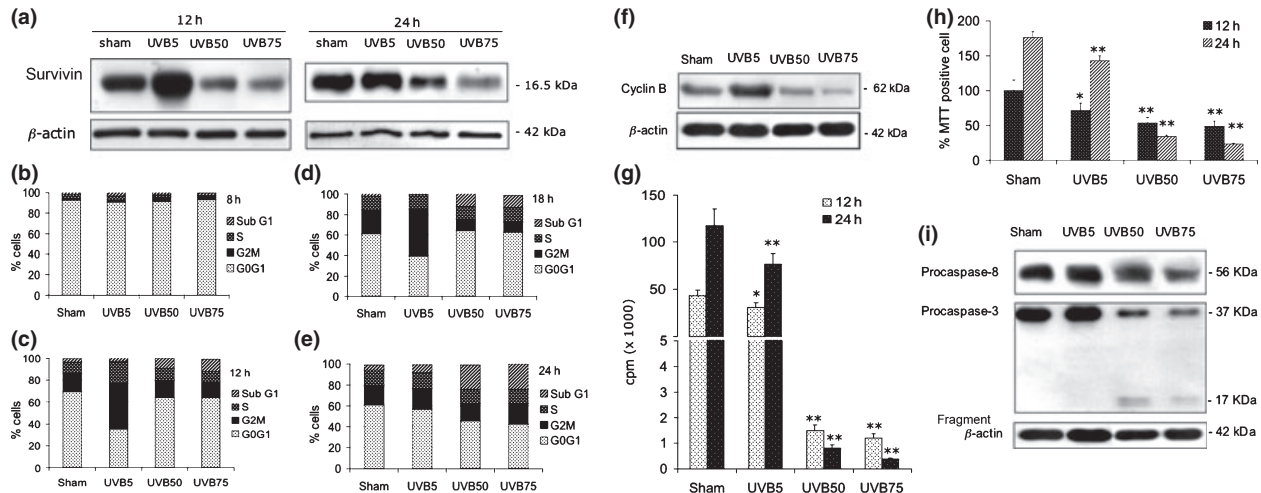 (a)
12 h
24 h
sham UVB5 UVB50 UVB75
sham UVB5 UVB50 UVB75
Survivin
- 16.5 kDa
β-actin
- 42 kDa
(b)
100
80
60
40
20
0
% cells
8 h
Sub G1
S
G2M
G0G1
Sham UVB5 UVB50 UVB75
(c)
100
80
60
40
20
0
% cells
12 h
Sub G1
S
G2M
G0G1
Sham UVB5 UVB50 UVB75
(d)
100
80
60
40
20
0
% cells
18 h
Sub G1
S
G2M
G0G1
Sham UVB5 UVB50 UVB75
(e)
100
80
60
40
20
0
% cells
24 h
Sub G1
S
G2M
G0G1
Sham UVB5 UVB50 UVB75
(f)
Sham UVB5 UVB50 UVB75
Cyclin B
- 62 kDa
β-actin
- 42 kDa
(g)
150
100
50
5
4
3
2
1
0
cpm (x 1000)
12 h
24 h
*
**
**
**
**
**
Sham UVB5 UVB50 UVB75
(h)
200
150
100
50
0
% MTT positive cell
12 h
24 h
*
**
**
**
**
**
Sham UVB5 UVB50 UVB75
(i)
Sham UVB5 UVB50 UVB75
Procaspase-8
- 56 KDa
Procaspase-3
- 37 KDa
- 17 KDa
Fragment
β-actin
- 42 kDa